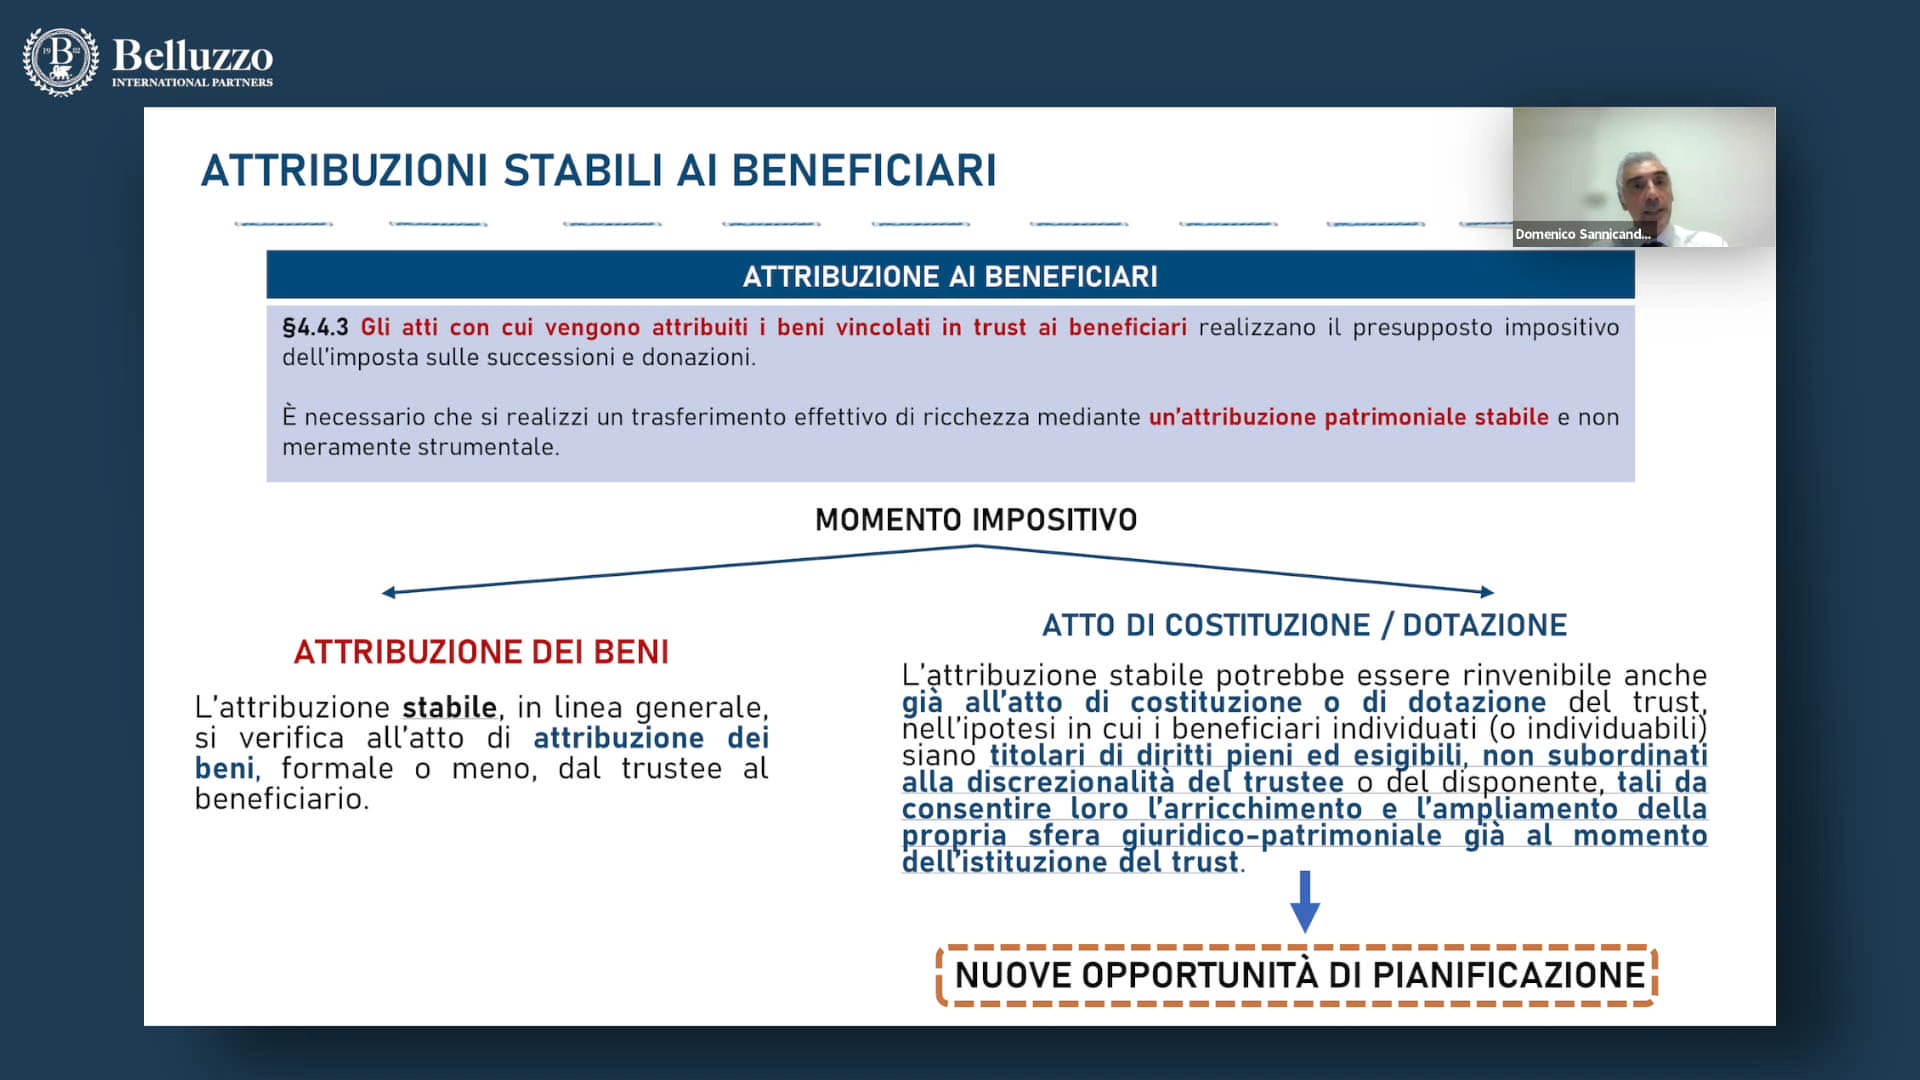 19 B 02
Belluzzo
INTERNATIONAL PARTNERS
ATTRIBUZIONI STABILI AI BENEFICIARI
Domenico Sannicand...
ATTRIBUZIONE AI BENEFICIARI
§4.4.3 Gli atti con cui vengono attribuiti i beni vincolati in trust ai beneficiari realizzano il presupposto impositivo
dell'imposta sulle successioni e donazioni.
È necessario che si realizzi un trasferimento effettivo di ricchezza mediante un'attribuzione patrimoniale stabile e non
meramente strumentale.
MOMENTO IMPOSITIVO
ATTRIBUZIONE DEI BENI
L'attribuzione stabile, in linea generale,
si verifica all'atto di attribuzione dei
beni, formale o meno, dal trustee al
beneficiario.
ATTO DI COSTITUZIONE / DOTAZIONE
L'attribuzione stabile potrebbe essere rinvenibile anche
già all'atto di costituzione o di dotazione del trust,
nell'ipotesi in cui i beneficiari individuati (o individuabili)
siano titolari di diritti pieni ed esigibili, non subordinati
alla discrezionalità del trustee o del disponente, tali da
consentire loro l'arricchimento e l'ampliamento della
propria sfera giuridico-patrimoniale già al momento
dell'istituzione del trust.
NUOVE OPPORTUNITÀ DI PIANIFICAZIONE